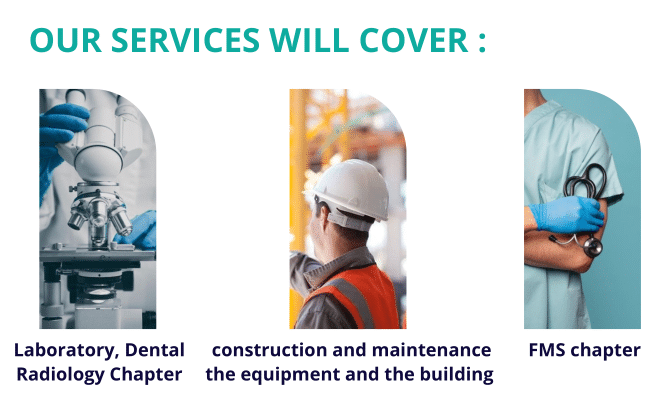 OUR SERVICES WILL COVER :
Laboratory, Dental
Radiology Chapter
construction and maintenance
the equipment and the building
FMS chapter